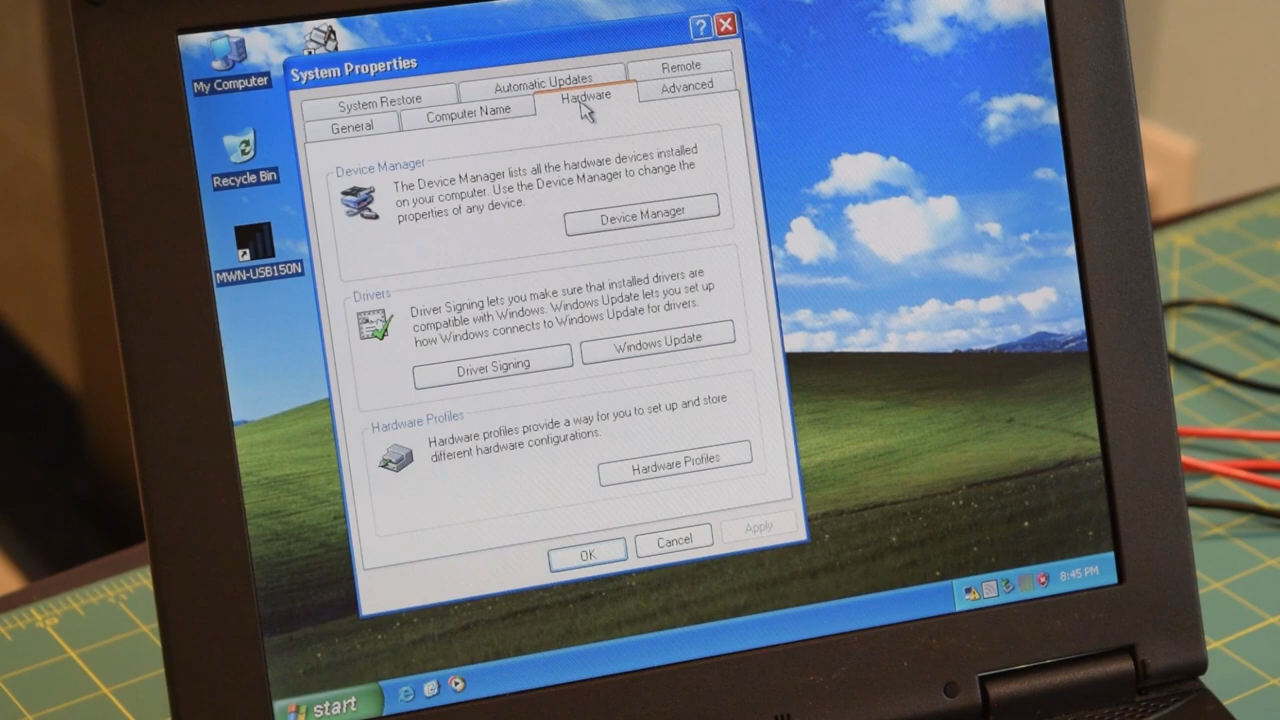 My Computer
Recycle Bin
MWN-USB150N
System Properties
System Restore
Automatic Updates
Remote
General
Computer Name
Hardware
Advanced
Device Manager
The Device Manager lists all the hardware devices installed
on your computer. Use the Device Manager to change the
properties of any device.
Device Manager
Drivers
Driver Signing lets you make sure that installed drivers are
compatible with Windows. Windows Update lets you set up
how Windows connects to Windows Update for drivers.
Driver Signing
Windows Update
Hardware Profiles
Hardware profiles provide a way for you to set up and store
different hardware configurations.
Hardware Profiles
OK
Cancel
Apply
start
8:45 PM